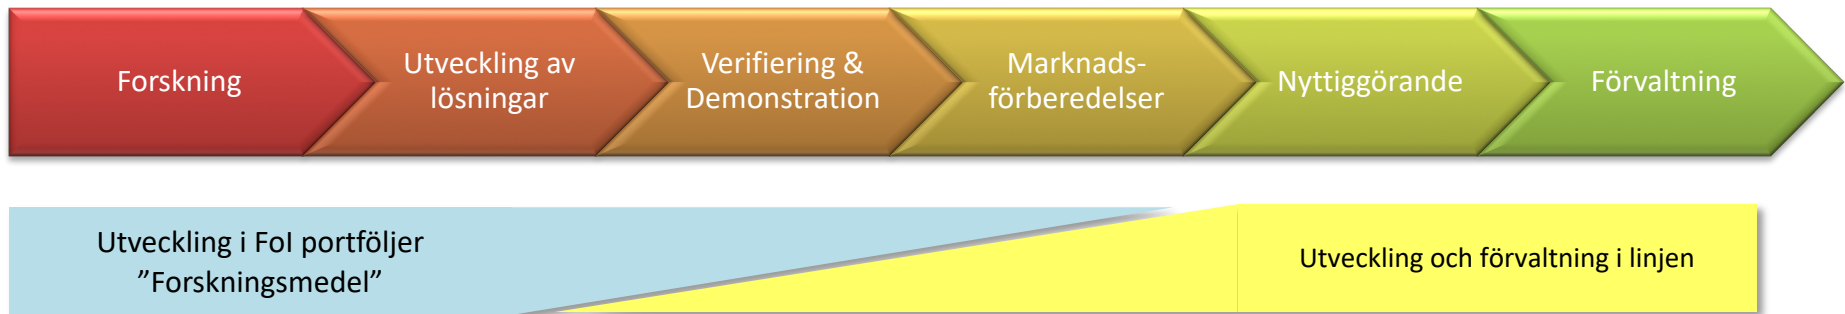 Forskning
Utveckling av
lösningar
Verifiering &
Demonstration
Marknads-
förberedelser
Nyttiggörande
Förvaltning
Utveckling i FoI portföljer
”Forskningsmedel”
Utveckling och förvaltning i linjen